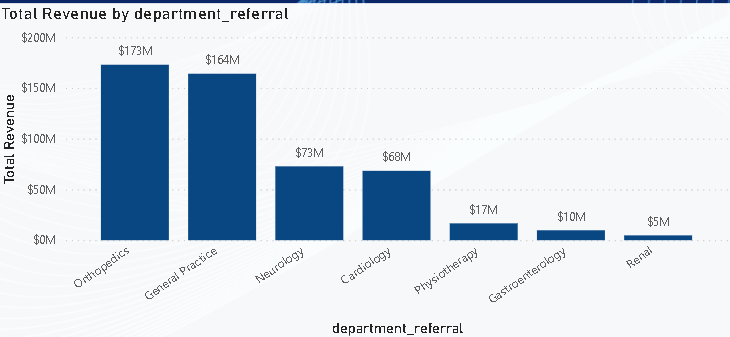 Total Revenue by department_referral
Total Revenue
$200M
$150M
$100M
$50M
$0M
$173M
$164M
$73M
$68M
$17M
$10M
$5M
Orthopedics
General Practice
Neurology
Cardiology
Physiotherapy
Gastroenterology
Renal
department_referral